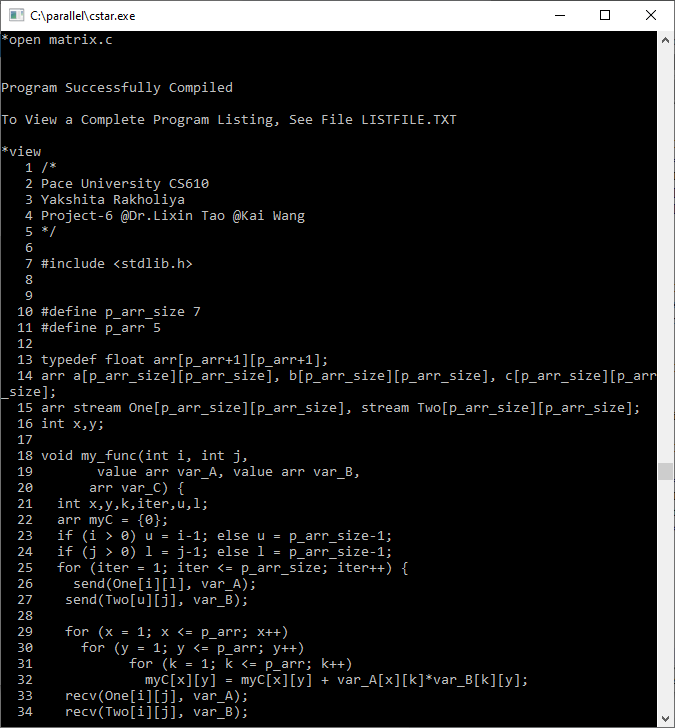 C:\parallel\cstar.exe
*open matrix.c
Program Successfully Compiled
To View a Complete Program Listing, See File LISTFILE.TXT
*view
1 /*
2 Pace University CS610
3 Yakshita Rakholiya
4 Project-6 @Dr.Lixin Tao @Kai Wang
5 */
6
7 #include <stdlib.h>
8
9
10 #define p_arr_size 7
11 #define p_arr 5
12
13 typedef float arr[p_arr+1][p_arr+1];
14 arr a[p_arr_size][p_arr_size], b[p_arr_size][p_arr_size], c[p_arr_size][p_arr
_size];
15 arr stream One[p_arr_size][p_arr_size], stream Two[p_arr_size][p_arr_size];
16 int x,y;
17
18 void my_func(int i, int j,
19        value arr var_A, value arr var_B,
20       arr var_C) {
21   int x,y,k,iter,u,l;
22   arr myC = {0};
23   if (i > 0) u = i-1; else u = p_arr_size-1;
24   if (j > 0) l = j-1; else l = p_arr_size-1;
25   for (iter = 1; iter <= p_arr_size; iter++) {
26     send(One[i][l], var_A);
27    send(Two[u][j], var_B);
28
29    for (x = 1; x <= p_arr; x++)
30      for (y = 1; y <= p_arr; y++)
31            for (k = 1; k <= p_arr; k++)
32              myC[x][y] = myC[x][y] + var_A[x][k]*var_B[k][y];
33    recv(One[i][j], var_A);
34    recv(Two[i][j], var_B);